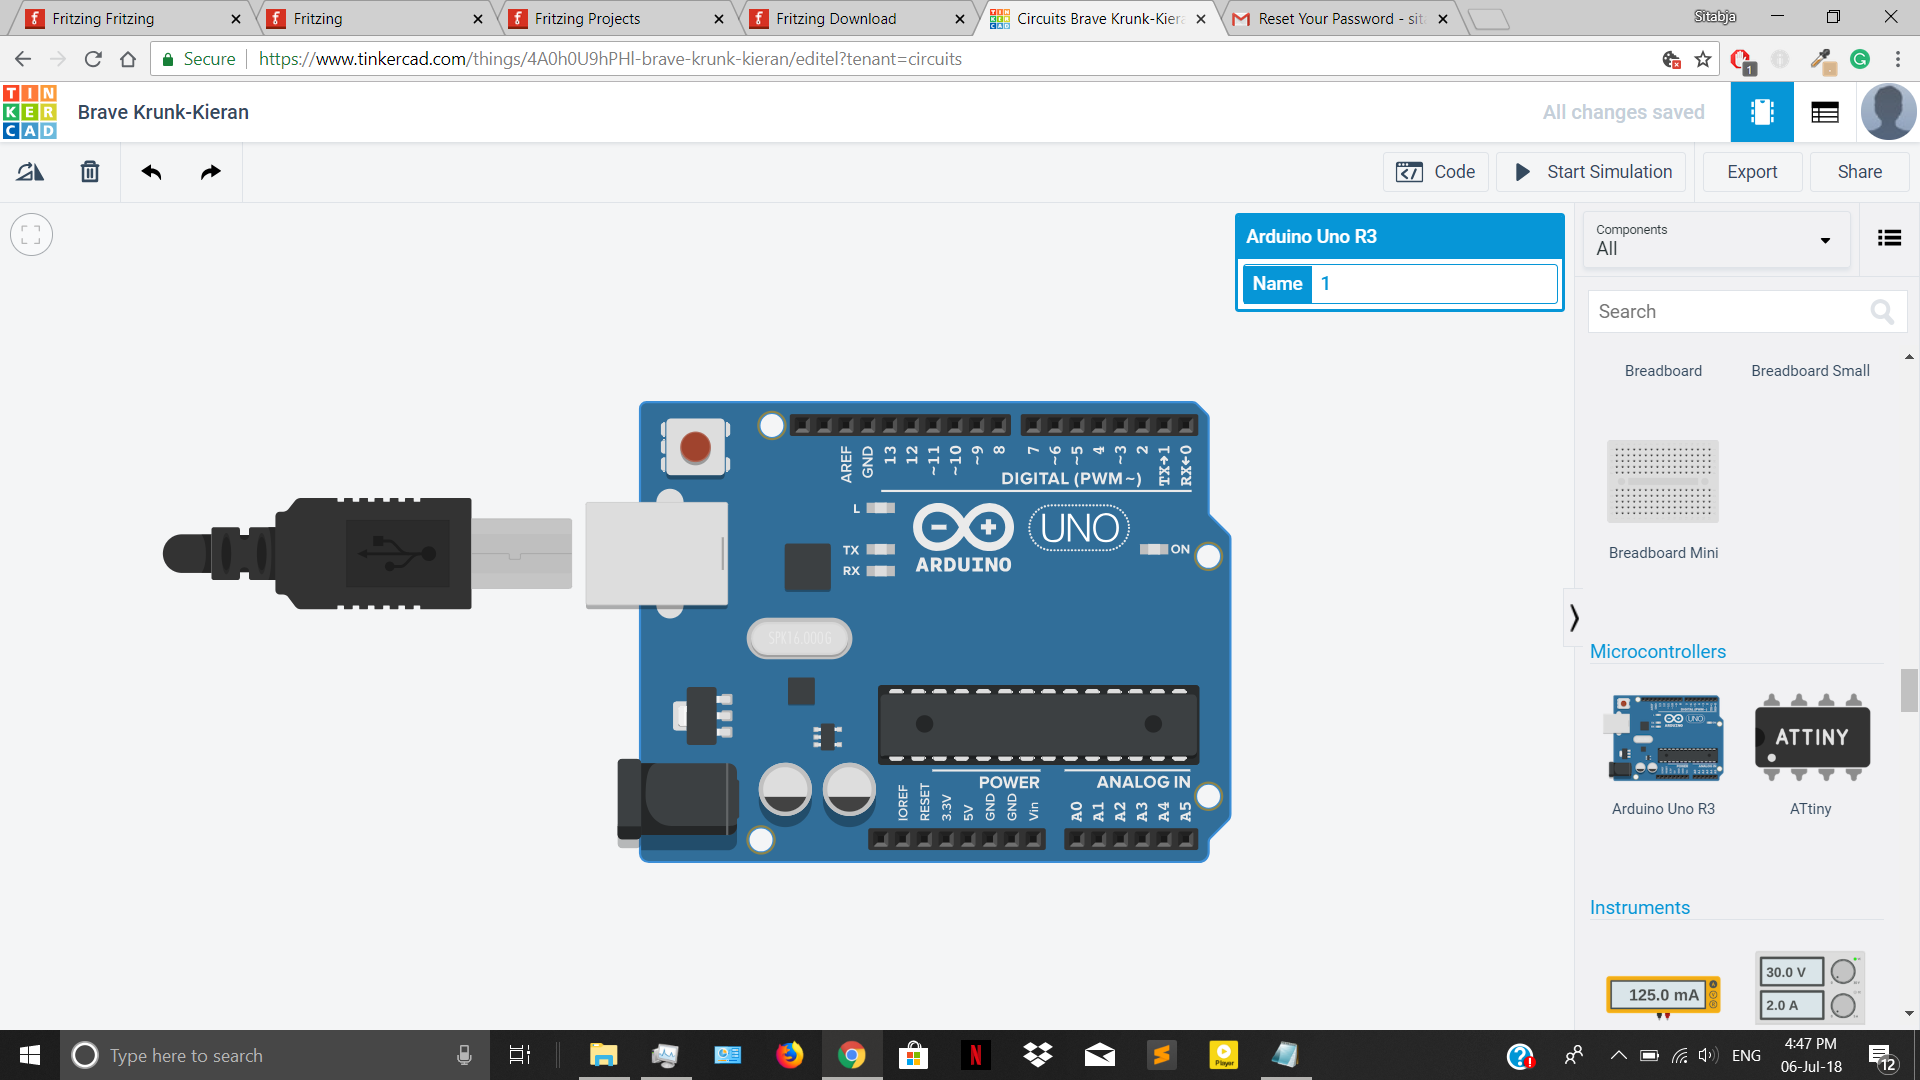 Fritzing Fritzing
Fritzing
Fritzing Projects
Fritzing Download
Circuits Brave Krunk-Kiera
Reset Your Password - sit
Sitabja
Secure
https://www.tinkercad.com/things/4A0h0U9hPHl-brave-krunk-kieran/editel?tenant=circuits
1
TIN
KER
CAD
Brave Krunk-Kieran
All changes saved
Code
Start Simulation
Export
Share
Arduino Uno R3
Name 1
Components
All
Search
Breadboard
Breadboard Small
Breadboard Mini
Microcontrollers
ATTINY
Arduino Uno R3
ATtiny
Instruments
125.0 mA
30.0 V
2.0 A
AREF
GND
13
12
~11
~10
~9
8
7
~6
~5
4
~3
2
TX→1
RX←0
DIGITAL (PWM~)
L
TX
RX
ARDUINO
UNO
ON
SPK16.000G
POWER
ANALOG IN
IOREF
RESET
3.3V
5V
GND
GND
Vin
A0
A1
A2
A3
A4
A5
Type here to search
Player
ENG
4:47 PM
06-Jul-18
12